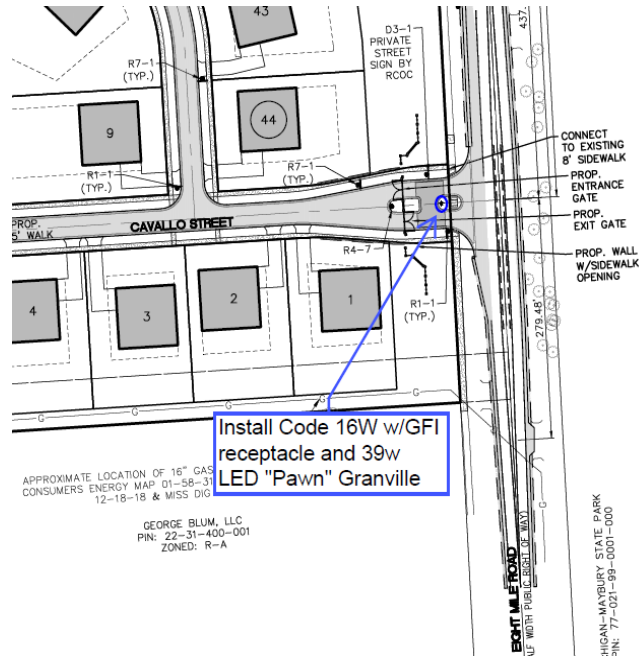 43
437.
D3-1
PRIVATE
STREET
SIGN BY
RCOC
R7-1
(TYP.)
9
44
CONNECT
TO EXISTING
8' SIDEWALK
R7-1
(TYP.)
R1-1
(TYP.)
PROP.
ENTRANCE
GATE
PROP.
EXIT GATE
PROP.
5' WALK
CAVALLO STREET
R4-7
PROP. WALL
W/SIDEWALK
OPENING
R1-1
(TYP.)
4
3
2
1
279.48'
G
G
G
G
G
G
Install Code 16W w/GFI
receptacle and 39w
LED "Pawn" Granville
APPROXIMATE LOCATION OF 16" GAS
CONSUMERS ENERGY MAP 01-58-31
12-18-18 & MISS DIG
GEORGE BLUM, LLC
PIN: 22-31-400-001
ZONED: R-A
EIGHT MILE ROAD
ALF WIDTH PUBLIC RIGHT OF WAY)
CHIGAN-MAYBURY STATE PARK
PIN: 77-021-99-0001-000